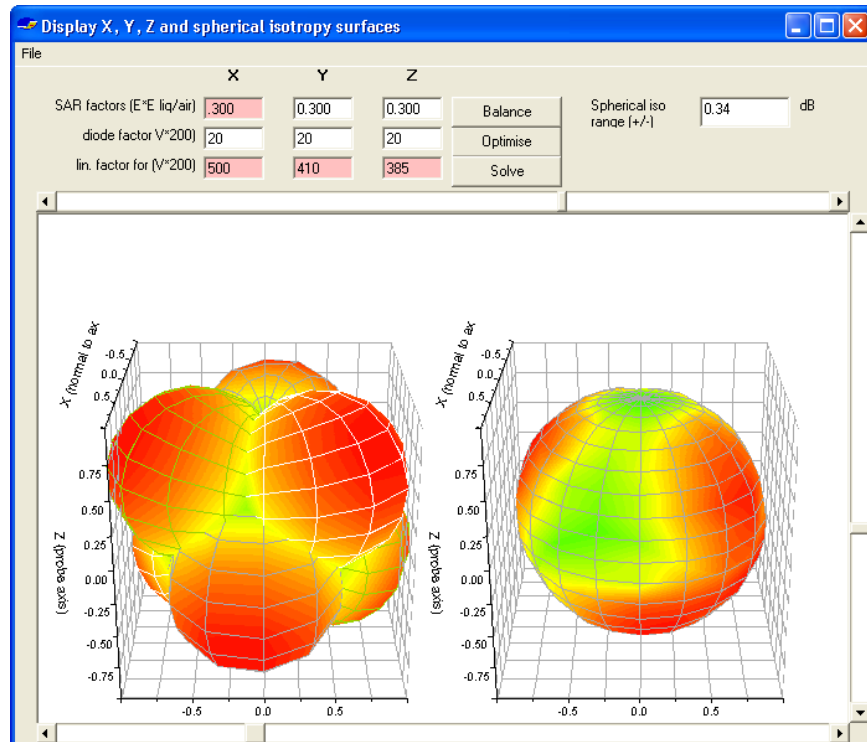 Display X, Y, Z and spherical isotropy surfaces
File
X Y Z
SAR factors (E*E liq/air) .300 0.300 0.300 Balance Spherical iso range (+/-) 0.34 dB
diode factor V*200) 20 20 20 Optimise
lin. factor for (V*200) 500 410 385 Solve
X (normal to ax
-0.5
0.0
0.5
0.75
0.50
0.25
0.00
-0.25
-0.50
-0.75
Z (probe axis)
-0.5 0.0 0.5
X (normal to ax
-0.5
0.0
0.5
0.75
0.50
0.25
0.00
-0.25
-0.50
-0.75
Z (probe axis)
-0.5 0.0 0.5